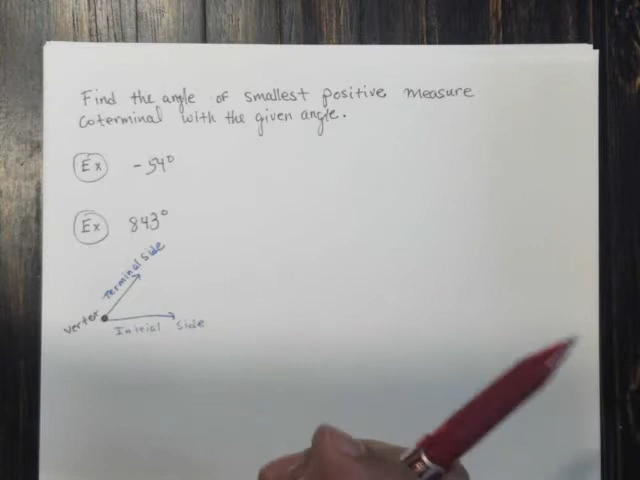 Find the angle of smallest positive measure
coterminal with the given angle.
Ex -54°
Ex 843°
Terminal side
Vertex
Initial Side